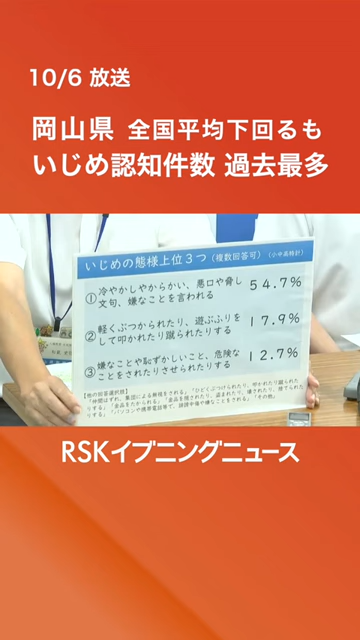 10/6 放送
岡山県 全国平均下回るも
いじめ認知件数 過去最多
いじめの態様上位3つ（複数回答可）（小中高特計）
①冷やかしやからかい、悪口や脅し
文句、嫌なことを言われる
54.7%
②軽くぶつかられたり、遊ぶふりを
して叩かれたり蹴られたりする
17.9%
③嫌なことや恥ずかしいこと、危険な
ことをされたりさせられたりする
12.7%
【他の回答選択肢】
RSKイブニングニュース